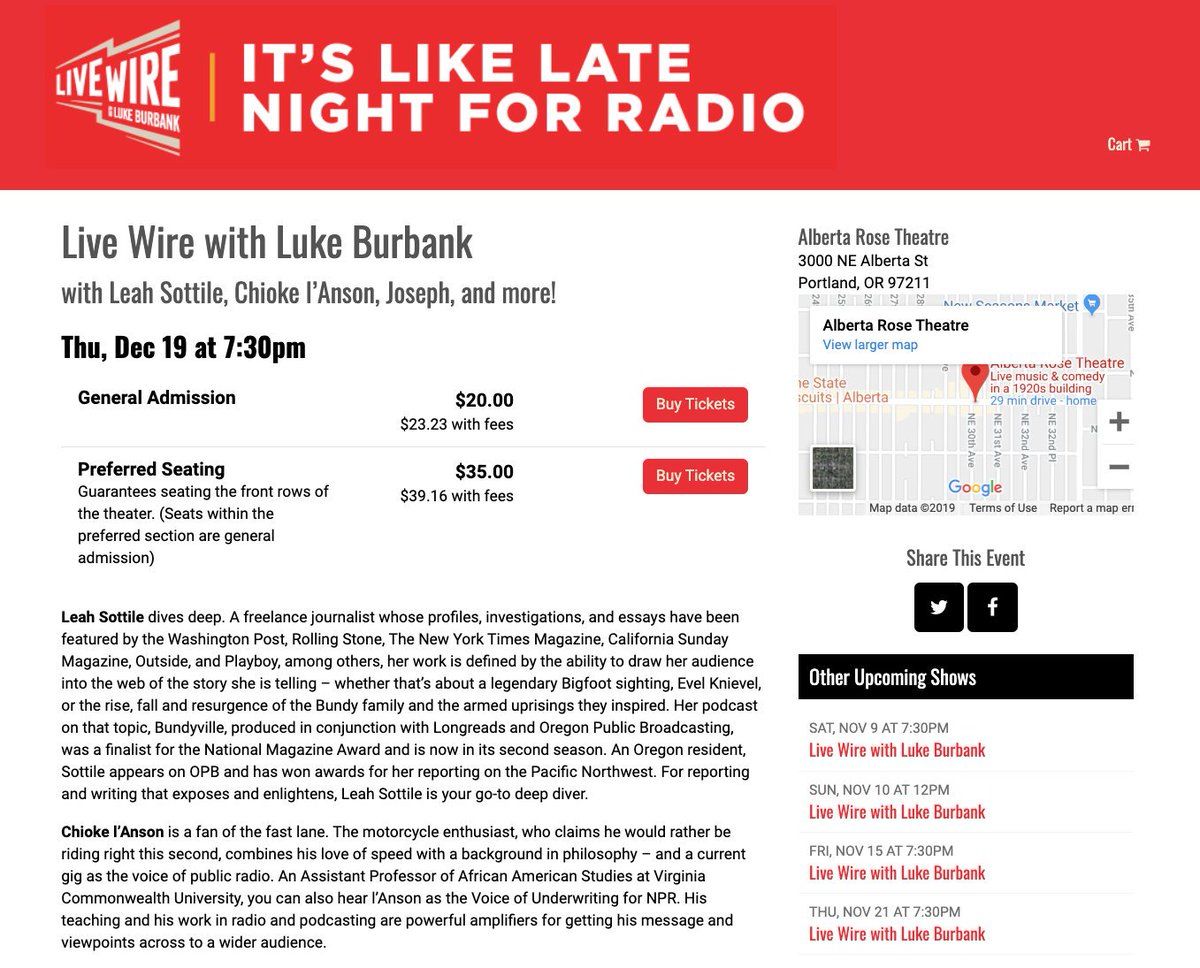 LIVE WIRE
LUKE BURBANK
IT'S LIKE LATE
NIGHT FOR RADIO
Cart
Live Wire with Luke Burbank
with Leah Sottile, Chioke I'Anson, Joseph, and more!
Thu, Dec 19 at 7:30pm
General Admission
$20.00
$23.23 with fees
Buy Tickets
Preferred Seating
Guarantees seating the front rows of
the theater. (Seats within the
preferred section are general
admission)
$35.00
$39.16 with fees
Buy Tickets
Leah Sottile dives deep. A freelance journalist whose profiles, investigations, and essays have been
featured by the Washington Post, Rolling Stone, The New York Times Magazine, California Sunday
Magazine, Outside, and Playboy, among others, her work is defined by the ability to draw her audience
into the web of the story she is telling – whether that's about a legendary Bigfoot sighting, Evel Knievel,
or the rise, fall and resurgence of the Bundy family and the armed uprisings they inspired. Her podcast
on that topic, Bundyville, produced in conjunction with Longreads and Oregon Public Broadcasting,
was a finalist for the National Magazine Award and is now in its second season. An Oregon resident,
Sottile appears on OPB and has won awards for her reporting on the Pacific Northwest. For reporting
and writing that exposes and enlightens, Leah Sottile is your go-to deep diver.
Chioke I'Anson is a fan of the fast lane. The motorcycle enthusiast, who claims he would rather be
riding right this second, combines his love of speed with a background in philosophy – and a current
gig as the voice of public radio. An Assistant Professor of African American Studies at Virginia
Commonwealth University, you can also hear I'Anson as the Voice of Underwriting for NPR. His
teaching and his work in radio and podcasting are powerful amplifiers for getting his message and
viewpoints across to a wider audience.
Alberta Rose Theatre
3000 NE Alberta St
Portland, OR 97211
New Seasons Market
Alberta Rose Theatre
View larger map
Alberta Rose Theatre
Live music & comedy
in a 1920s building
29 min drive - home
ne State
scuits | Alberta
NE 30th Ave
NE 31st Ave
NE 32nd Ave
NE 32nd Pl
Google
Map data ©2019
Terms of Use
Report a map err
Share This Event
Other Upcoming Shows
SAT, NOV 9 AT 7:30PM
Live Wire with Luke Burbank
SUN, NOV 10 AT 12PM
Live Wire with Luke Burbank
FRI, NOV 15 AT 7:30PM
Live Wire with Luke Burbank
THU, NOV 21 AT 7:30PM
Live Wire with Luke Burbank